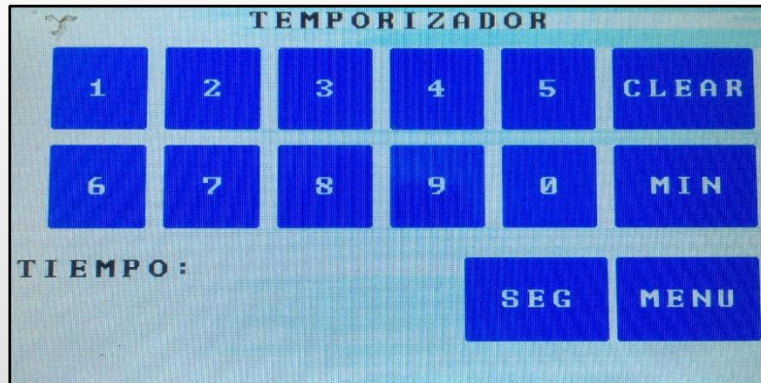 TEMPORIZADOR
1 2 3 4 5 CLEAR
6 7 8 9 0 MIN
TIEMPO:
SEG MENU